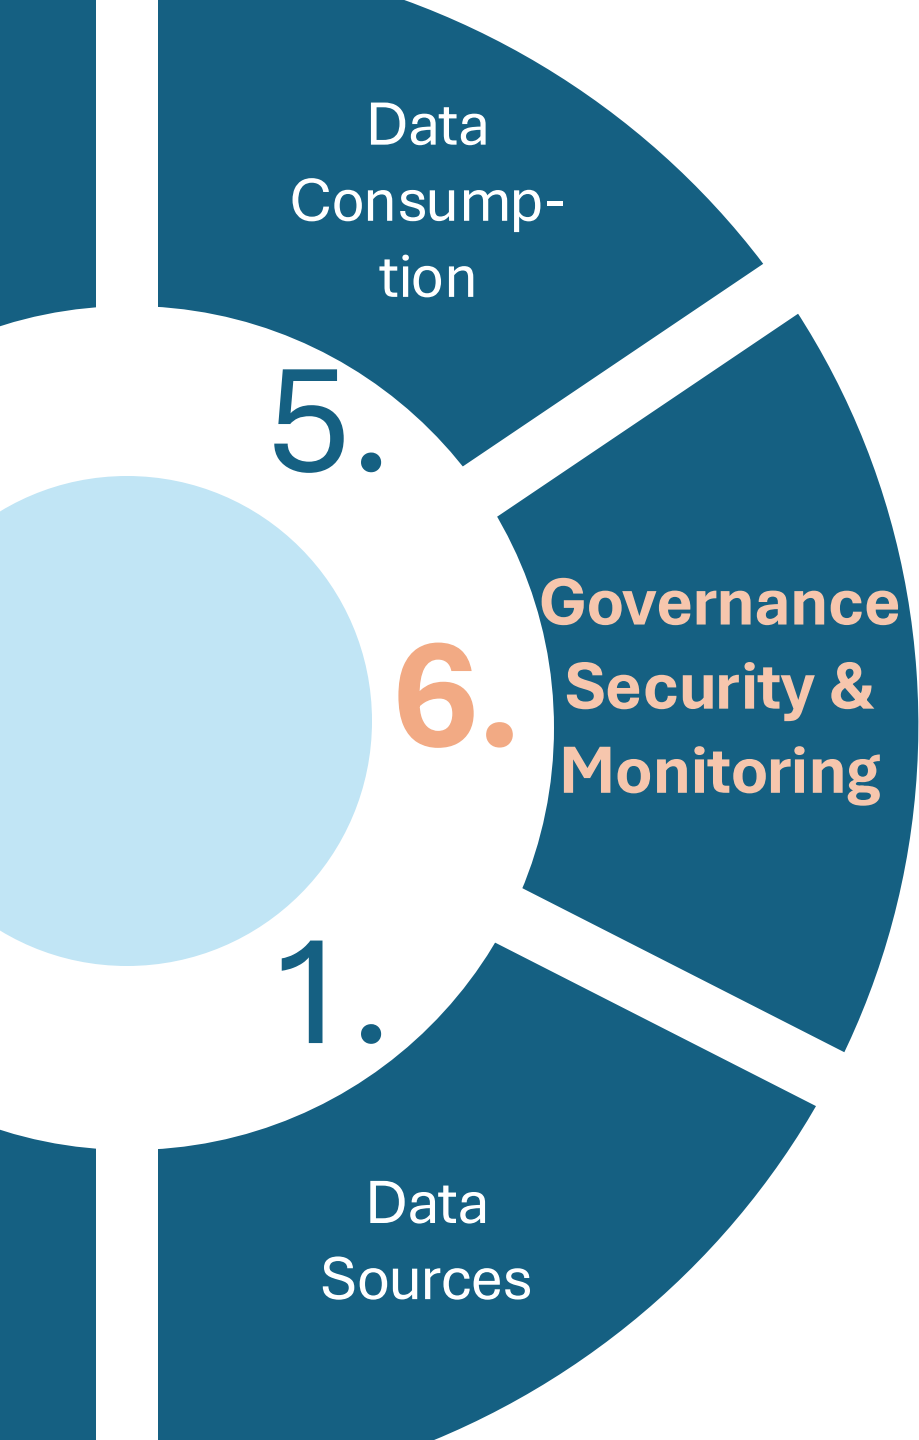 Data
Consump-
tion
5.
Governance
Security &
Monitoring
6.
1.
Data
Sources